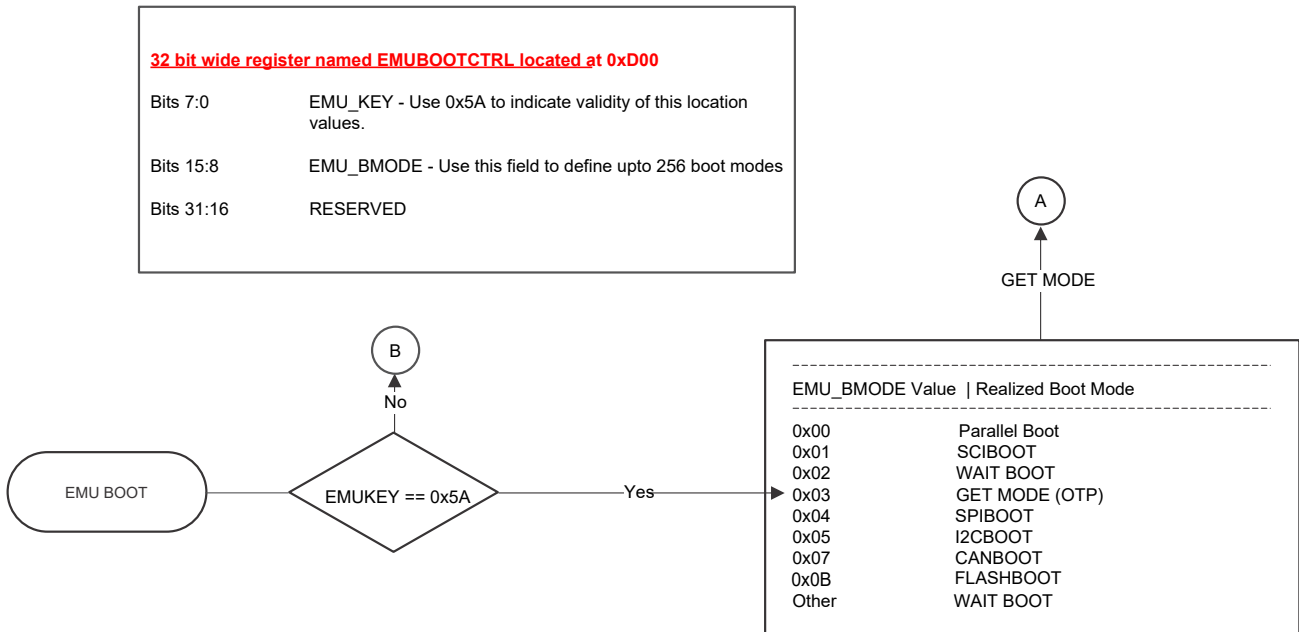 32 bit wide register named EMUBOOTCTRL located at 0xD00
Bits 7:0 EMU_KEY - Use 0x5A to indicate validity of this location
values.
Bits 15:8 EMU_BMODE - Use this field to define upto 256 boot modes
Bits 31:16 RESERVED
A
GET MODE
B
No
EMU BOOT
EMUKEY == 0x5A
Yes
EMU_BMODE Value | Realized Boot Mode
0x00 Parallel Boot
0x01 SCIBOOT
0x02 WAIT BOOT
0x03 GET MODE (OTP)
0x04 SPIBOOT
0x05 I2CBOOT
0x07 CANBOOT
0x0B FLASHBOOT
Other WAIT BOOT